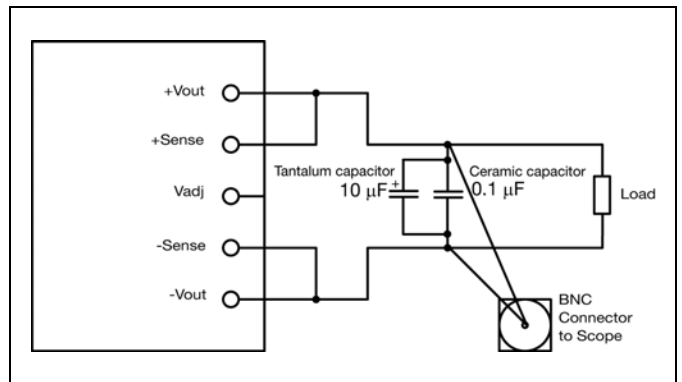 +Vout
+Sense
Vadj
-Sense
-Vout
Tantalum capacitor
10 µF
+
Ceramic capacitor
0.1 µF
Load
BNC
Connector
to Scope